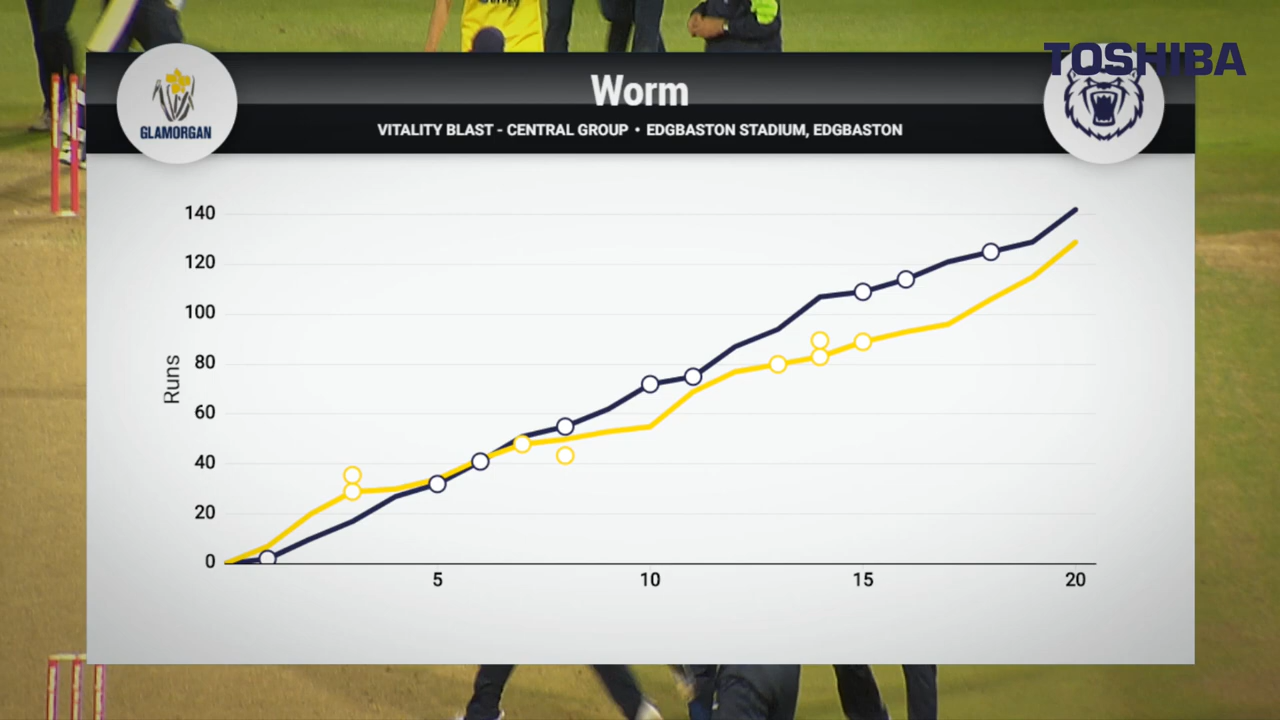 TOSHIBA
Worm
GLAMORGAN
VITALITY BLAST - CENTRAL GROUP • EDGBASTON STADIUM, EDGBASTON
Runs
140
120
100
80
60
40
20
0
5 10 15 20